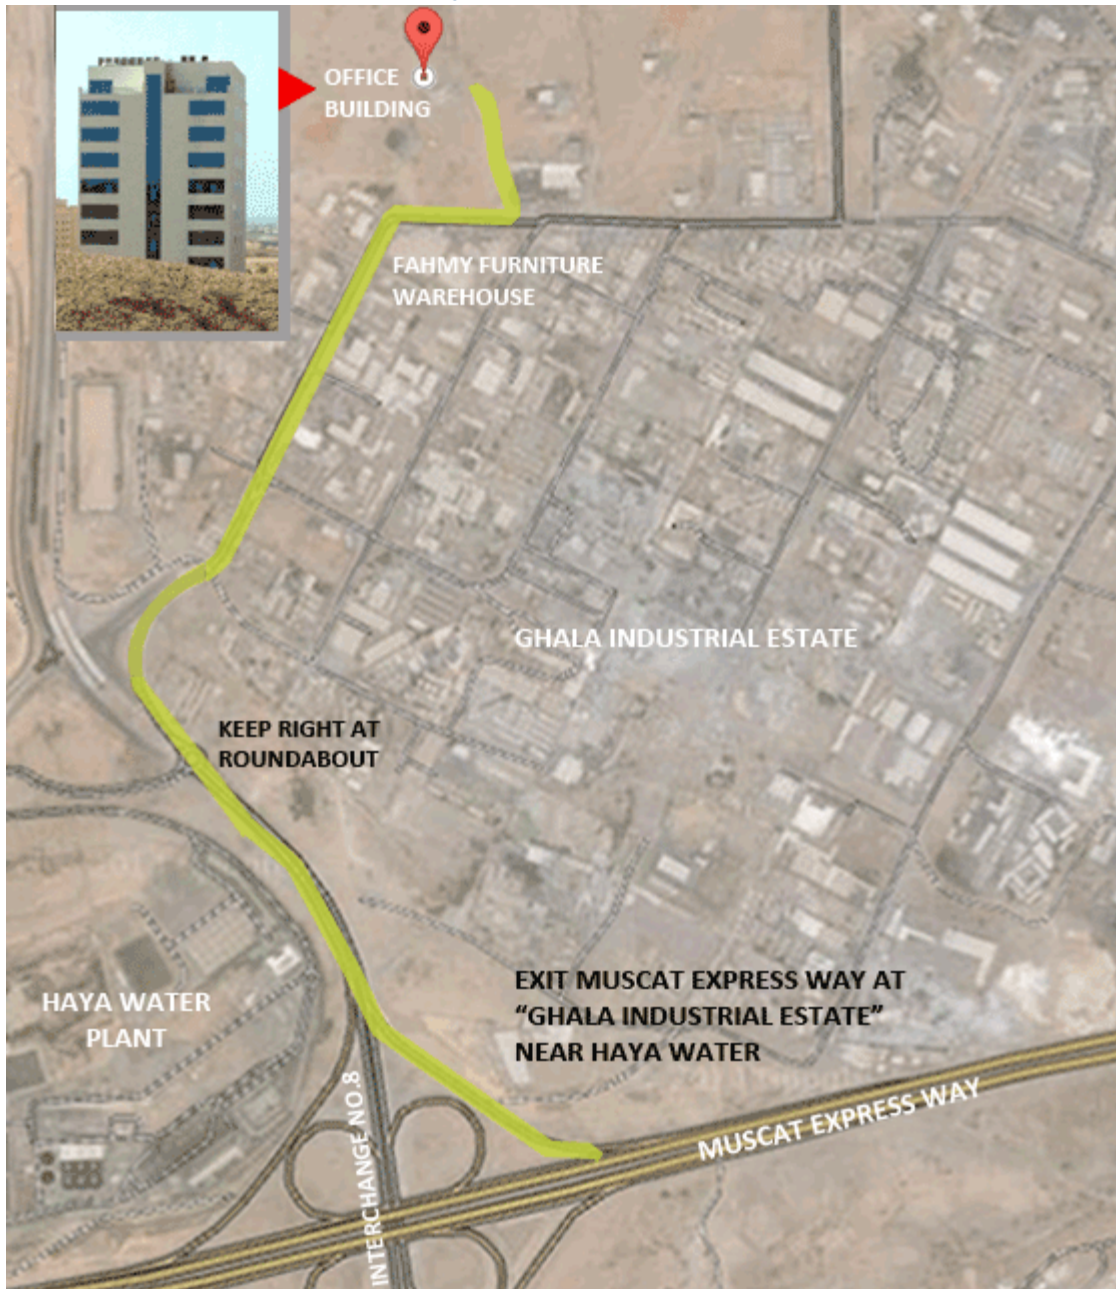 OFFICE
BUILDING
FAHMY FURNITURE
WAREHOUSE
GHALA INDUSTRIAL ESTATE
KEEP RIGHT AT
ROUNDABOUT
EXIT MUSCAT EXPRESS WAY AT
“GHALA INDUSTRIAL ESTATE”
NEAR HAYA WATER
HAYA WATER
PLANT
INTERCHANGE NO.8
MUSCAT EXPRESS WAY